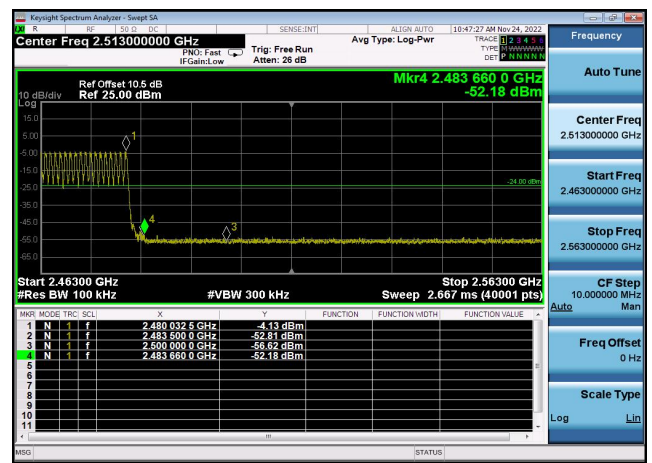 Keysight Spectrum Analyzer - Swept SA
R RF 50 Ω DC SENSE:INT ALIGN AUTO 10:47:27 AM Nov 24, 2022
Center Freq 2.513000000 GHz
PNO: Fast
IFGain:Low
Trig: Free Run
Atten: 26 dB
Avg Type: Log-Pwr
TRACE 1 2 3 4 5 6
TYPE M WWWWW
DET P N N N N N
Ref Offset 10.5 dB
Ref 25.00 dBm
Mkr4 2.483 660 0 GHz
-52.18 dBm
10 dB/div
Log
15.0
5.00
-5.00
-15.0
-25.0
-35.0
-45.0
-55.0
-65.0
1
4
3
-24.00 dBm
Start 2.46300 GHz
Stop 2.56300 GHz
#Res BW 100 kHz
#VBW 300 kHz
Sweep 2.667 ms (40001 pts)
MKR MODE TRC SCL X Y FUNCTION FUNCTION WIDTH FUNCTION VALUE
1 N 1 f 2.480 032 5 GHz -4.13 dBm
2 N 1 f 2.483 500 0 GHz -52.81 dBm
3 N 1 f 2.500 000 0 GHz -56.62 dBm
4 N 1 f 2.483 660 0 GHz -52.18 dBm
5
6
7
8
9
10
11
MSG
STATUS
Frequency
Auto Tune
Center Freq
2.513000000 GHz
Start Freq
2.463000000 GHz
Stop Freq
2.563000000 GHz
CF Step
10.000000 MHz
Auto Man
Freq Offset
0 Hz
Scale Type
Log Lin